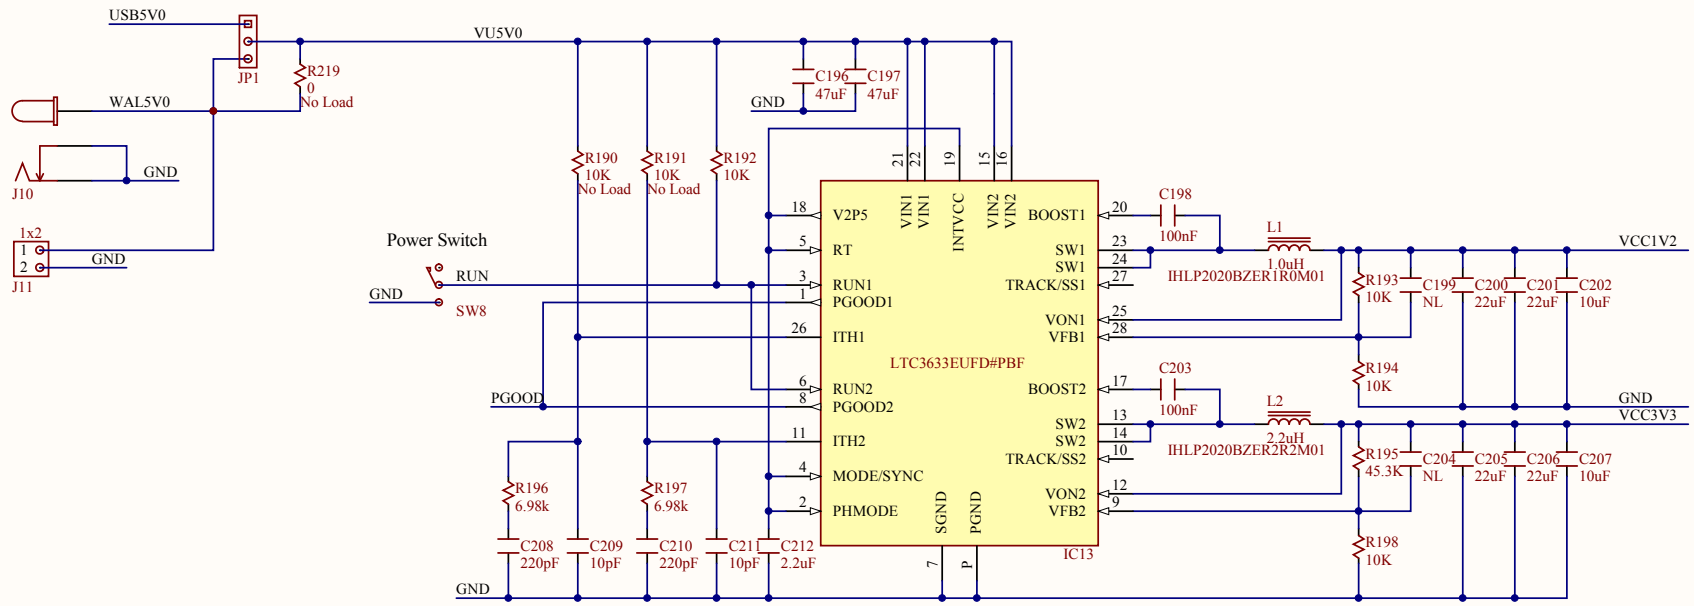 USB5V0
JP1
VU5V0
R219
0
No Load
WAL5V0
GND
J10
1x2
1
2
GND
J11
C196
47uF
C197
47uF
GND
R190
10K
No Load
R191
10K
No Load
R192
10K
Power Switch
RUN
GND
SW8
PGOOD
21
22
19
15
16
VIN1
VIN1
INTVCC
VIN2
VIN2
18
V2P5
5
RT
3
RUN1
1
PGOOD1
26
ITH1
6
RUN2
8
PGOOD2
11
ITH2
4
MODE/SYNC
2
PHMODE
LTC3633EUFD#PBF
BOOST1
20
SW1
23
SW1
24
TRACK/SS1
27
VON1
25
VFB1
28
BOOST2
17
SW2
13
SW2
14
TRACK/SS2
10
VON2
12
VFB2
9
SGND
PGND
7
P
IC13
C198
100nF
L1
1.0uH
IHLP2020BZER1R0M01
VCC1V2
R193
10K
C199
NL
C200
22uF
C201
22uF
C202
10uF
R194
10K
GND
C203
100nF
L2
2.2uH
IHLP2020BZER2R2M01
VCC3V3
R195
45.3K
C204
NL
C205
22uF
C206
22uF
C207
10uF
R198
10K
R196
6.98k
R197
6.98k
C208
220pF
C209
10pF
C210
220pF
C211
10pF
C212
2.2uF
GND